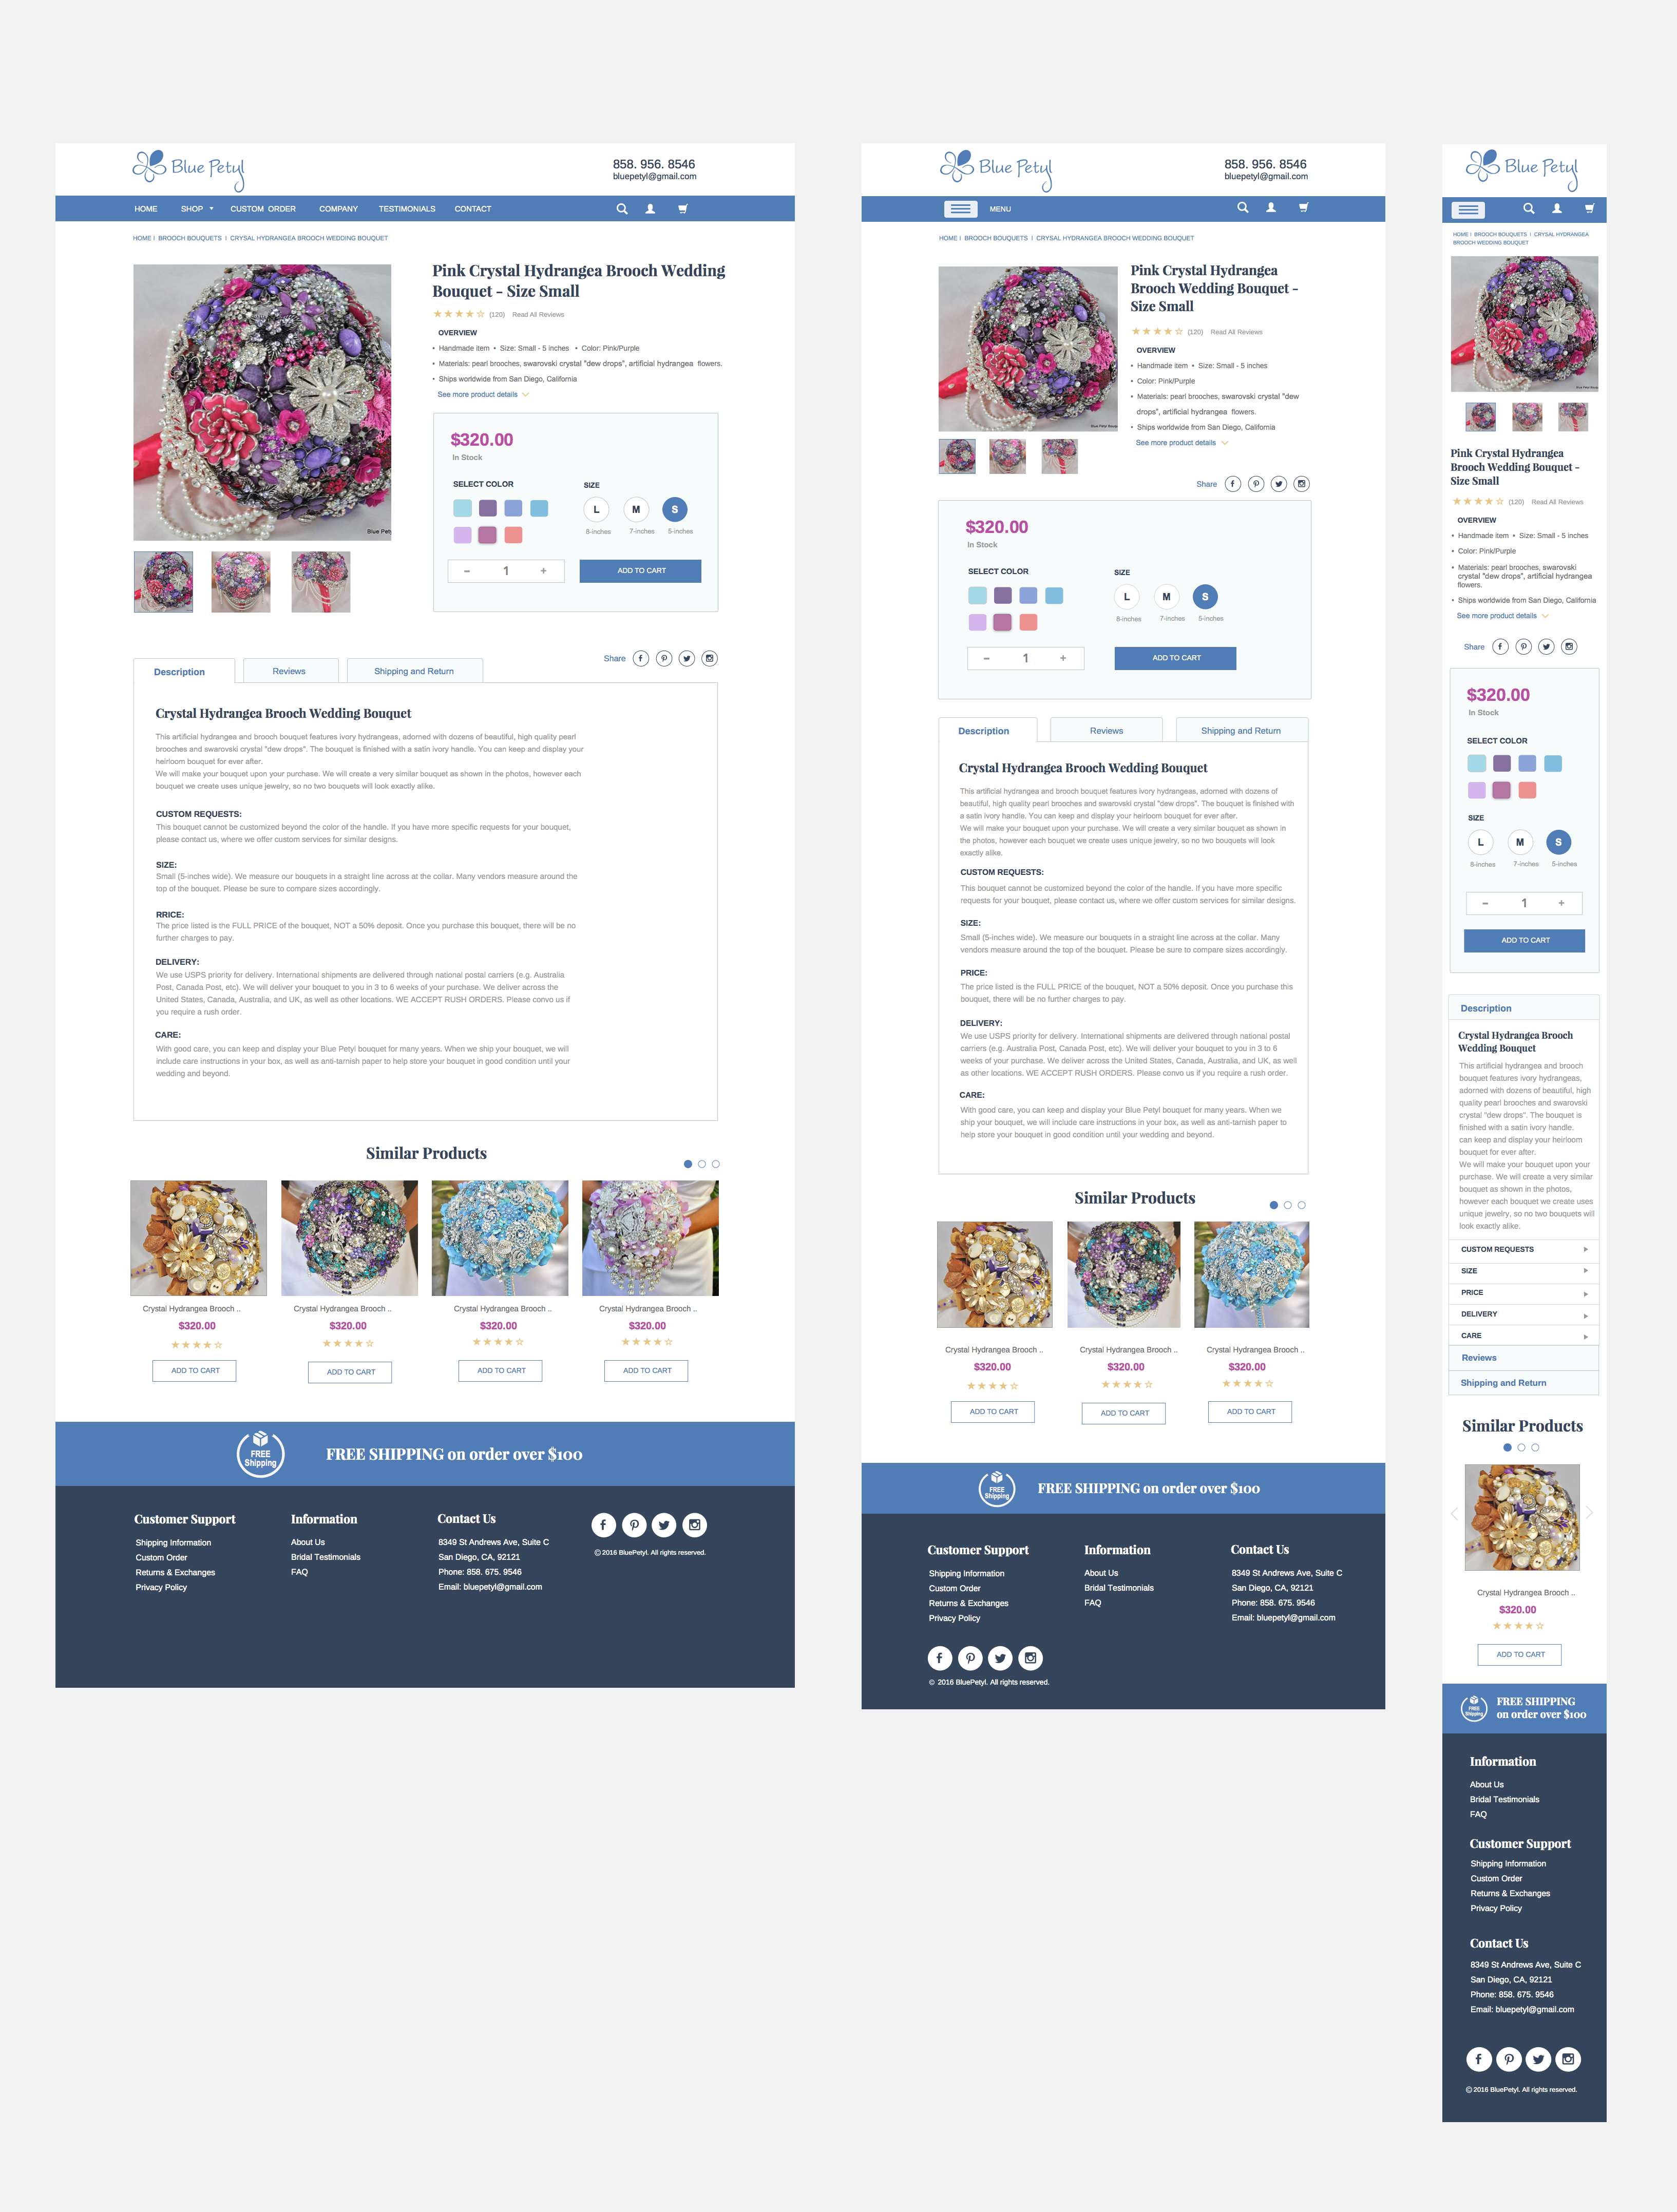 Blue Petyl
858. 956. 8546
bluepetyl@gmail.com
HOME SHOP CUSTOM ORDER COMPANY TESTIMONIALS CONTACT
HOME I BROOCH BOUQUETS I CRYSAL HYDRANGEA BROOCH WEDDING BOUQUET
Blue Pety
Pink Crystal Hydrangea Brooch Wedding
Bouquet - Size Small
(120) Read All Reviews
OVERVIEW
• Handmade item • Size: Small - 5 inches • Color: Pink/Purple
• Materials: pearl brooches, swarovski crystal "dew drops", artificial hydrangea flowers.
• Ships worldwide from San Diego, California
See more product details
$320.00
In Stock
SELECT COLOR
SIZE
L M S
8-inches 7-inches 5-inches
- 1 +
ADD TO CART
Share
Description Reviews Shipping and Return
Crystal Hydrangea Brooch Wedding Bouquet
This artificial hydrangea and brooch bouquet features ivory hydrangeas, adorned with dozens of beautiful, high quality pearl
brooches and swarovski crystal "dew drops". The bouquet is finished with a satin ivory handle. You can keep and display your
heirloom bouquet for ever after.
We will make your bouquet upon your purchase. We will create a very similar bouquet as shown in the photos, however each
bouquet we create uses unique jewelry, so no two bouquets will look exactly alike.
CUSTOM REQUESTS:
This bouquet cannot be customized beyond the color of the handle. If you have more specific requests for your bouquet,
please contact us, where we offer custom services for similar designs.
SIZE:
Small (5-inches wide). We measure our bouquets in a straight line across at the collar. Many vendors measure around the
top of the bouquet. Please be sure to compare sizes accordingly.
RRICE:
The price listed is the FULL PRICE of the bouquet, NOT a 50% deposit. Once you purchase this bouquet, there will be no
further charges to pay.
DELIVERY:
We use USPS priority for delivery. International shipments are delivered through national postal carriers (e.g. Australia
Post, Canada Post, etc). We will deliver your bouquet to you in 3 to 6 weeks of your purchase. We deliver across the
United States, Canada, Australia, and UK, as well as other locations. WE ACCEPT RUSH ORDERS. Please convo us if
you require a rush order.
CARE:
With good care, you can keep and display your Blue Petyl bouquet for many years. When we ship your bouquet, we will
include care instructions in your box, as well as anti-tarnish paper to help store your bouquet in good condition until your
wedding and beyond.
Similar Products
Crystal Hydrangea Brooch .. Crystal Hydrangea Brooch .. Crystal Hydrangea Brooch .. Crystal Hydrangea Brooch ..
$320.00 $320.00 $320.00 $320.00
ADD TO CART ADD TO CART ADD TO CART ADD TO CART
FREE
Shipping
FREE SHIPPING on order over $100
Customer Support
Shipping Information
Custom Order
Returns & Exchanges
Privacy Policy
Information
About Us
Bridal Testimonials
FAQ
Contact Us
8349 St Andrews Ave, Suite C
San Diego, CA, 92121
Phone: 858. 675. 9546
Email: bluepetyl@gmail.com
© 2016 BluePetyl. All rights reserved.
Blue Petyl
858. 956. 8546
bluepetyl@gmail.com
MENU
HOME I BROOCH BOUQUETS I CRYSAL HYDRANGEA BROOCH WEDDING BOUQUET
Blue Petyl Bouq
Pink Crystal Hydrangea
Brooch Wedding Bouquet -
Size Small
(120) Read All Reviews
OVERVIEW
• Handmade item • Size: Small - 5 inches
• Color: Pink/Purple
• Materials: pearl brooches, swarovski crystal "dew
drops", artificial hydrangea flowers.
• Ships worldwide from San Diego, California
See more product details
Share
$320.00
In Stock
SELECT COLOR
SIZE
L M S
8-inches 7-inches 5-inches
- 1 +
ADD TO CART
Description Reviews Shipping and Return
Crystal Hydrangea Brooch Wedding Bouquet
This artificial hydrangea and brooch bouquet features ivory hydrangeas, adorned with dozens of
beautiful, high quality pearl brooches and swarovski crystal "dew drops". The bouquet is finished with
a satin ivory handle. You can keep and display your heirloom bouquet for ever after.
We will make your bouquet upon your purchase. We will create a very similar bouquet as shown in
the photos, however each bouquet we create uses unique jewelry, so no two bouquets will look
exactly alike.
CUSTOM REQUESTS:
This bouquet cannot be customized beyond the color of the handle. If you have more specific
requests for your bouquet, please contact us, where we offer custom services for similar designs.
SIZE:
Small (5-inches wide). We measure our bouquets in a straight line across at the collar. Many
vendors measure around the top of the bouquet. Please be sure to compare sizes accordingly.
PRICE:
The price listed is the FULL PRICE of the bouquet, NOT a 50% deposit. Once you purchase this
bouquet, there will be no further charges to pay.
DELIVERY:
We use USPS priority for delivery. International shipments are delivered through national postal
carriers (e.g. Australia Post, Canada Post, etc). We will deliver your bouquet to you in 3 to 6
weeks of your purchase. We deliver across the United States, Canada, Australia, and UK, as well
as other locations. WE ACCEPT RUSH ORDERS. Please convo us if you require a rush order.
CARE:
With good care, you can keep and display your Blue Petyl bouquet for many years. When we
ship your bouquet, we will include care instructions in your box, as well as anti-tarnish paper to
help store your bouquet in good condition until your wedding and beyond.
Similar Products
Crystal Hydrangea Brooch .. Crystal Hydrangea Brooch .. Crystal Hydrangea Brooch ..
$320.00 $320.00 $320.00
ADD TO CART ADD TO CART ADD TO CART
FREE
Shipping
FREE SHIPPING on order over $100
Customer Support
Shipping Information
Custom Order
Returns & Exchanges
Privacy Policy
Information
About Us
Bridal Testimonials
FAQ
Contact Us
8349 St Andrews Ave, Suite C
San Diego, CA, 92121
Phone: 858. 675. 9546
Email: bluepetyl@gmail.com
© 2016 BluePetyl. All rights reserved.
Blue Petyl
HOME I BROOCH BOUQUETS I CRYSAL HYDRANGEA
BROOCH WEDDING BOUQUET
Pink Crystal Hydrangea
Brooch Wedding Bouquet -
Size Small
(120) Read All Reviews
OVERVIEW
• Handmade item • Size: Small - 5 inches
• Color: Pink/Purple
• Materials: pearl brooches, swarovski
crystal "dew drops", artificial hydrangea
flowers.
• Ships worldwide from San Diego, California
See more product details
Share
$320.00
In Stock
SELECT COLOR
SIZE
L M S
8-inches 7-inches 5-inches
- 1 +
ADD TO CART
Description
Crystal Hydrangea Brooch
Wedding Bouquet
This artificial hydrangea and brooch
bouquet features ivory hydrangeas,
adorned with dozens of beautiful, high
quality pearl brooches and swarovski
crystal "dew drops". The bouquet is
finished with a satin ivory handle.
can keep and display your heirloom
bouquet for ever after.
We will make your bouquet upon your
purchase. We will create a very similar
bouquet as shown in the photos,
however each bouquet we create uses
unique jewelry, so no two bouquets will
look exactly alike.
CUSTOM REQUESTS
SIZE
PRICE
DELIVERY
CARE
Reviews
Shipping and Return
Similar Products
Crystal Hydrangea Brooch ..
$320.00
ADD TO CART
FREE
Shipping
FREE SHIPPING
on order over $100
Information
About Us
Bridal Testimonials
FAQ
Customer Support
Shipping Information
Custom Order
Returns & Exchanges
Privacy Policy
Contact Us
8349 St Andrews Ave, Suite C
San Diego, CA, 92121
Phone: 858. 675. 9546
Email: bluepetyl@gmail.com
© 2016 BluePetyl. All rights reserved.